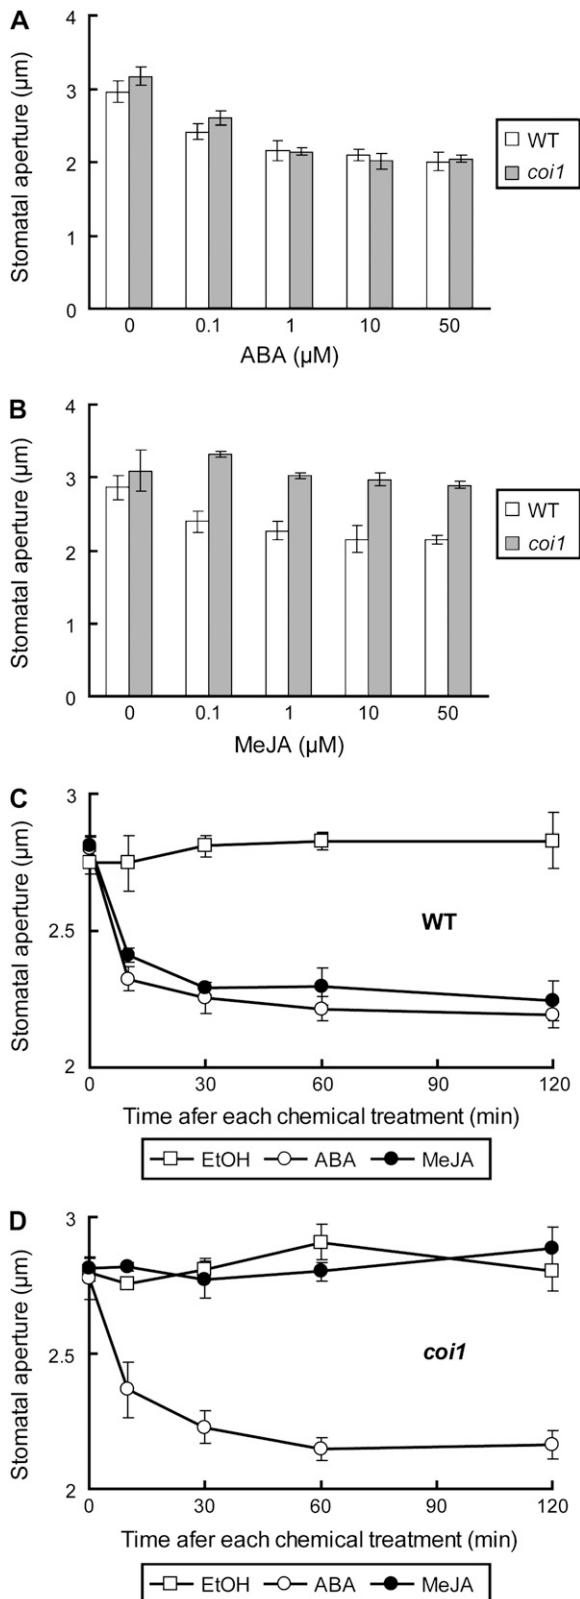 A
Stomatal aperture (µm)
4
3
2
1
0
0 0.1 1 10 50
ABA (µM)
WT
coi1
B
Stomatal aperture (µm)
4
3
2
1
0
0 0.1 1 10 50
MeJA (µM)
WT
coi1
C
Stomatal aperture (µm)
3
2.5
2
WT
0 30 60 90 120
Time afer each chemical treatment (min)
EtOH ABA MeJA
D
Stomatal aperture (µm)
3
2.5
2
coi1
0 30 60 90 120
Time afer each chemical treatment (min)
EtOH ABA MeJA